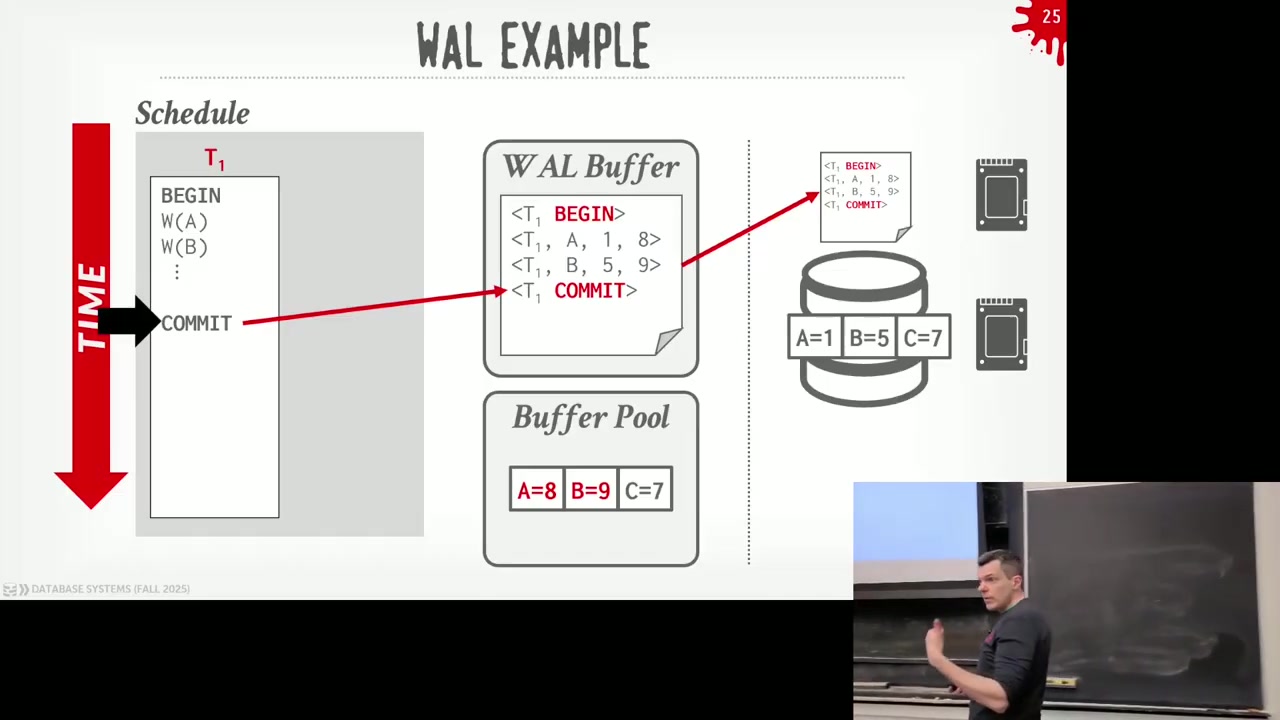 25
WAL EXAMPLE
Schedule
TIME
T1
BEGIN
W(A)
W(B)
⋮
COMMIT
WAL Buffer
<T1 BEGIN>
<T1, A, 1, 8>
<T1, B, 5, 9>
<T1 COMMIT>
Buffer Pool
A=8 B=9 C=7
<T1 BEGIN>
<T1, A, 1, 8>
<T1, B, 5, 9>
<T1 COMMIT>
A=1 B=5 C=7
DATABASE SYSTEMS (FALL 2025)